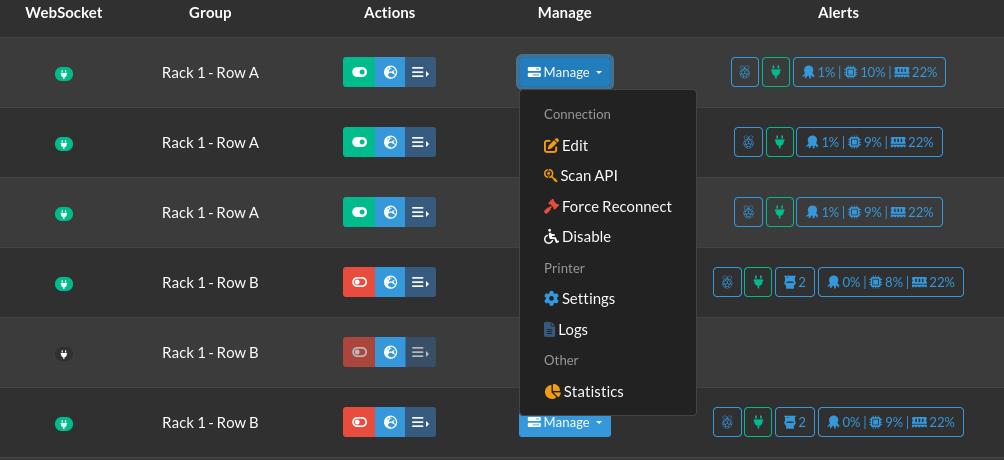 WebSocket Group Actions Manage Alerts
Rack 1 - Row A Manage 1% | 10% | 22%
Connection
Rack 1 - Row A 1% | 9% | 22%
Edit
Scan API
Force Reconnect
Rack 1 - Row A 1% | 9% | 22%
Disable
Printer
Rack 1 - Row B 2 0% | 8% | 22%
Settings
Logs
Rack 1 - Row B
Other
Statistics
Rack 1 - Row B Manage 2 0% | 9% | 22%